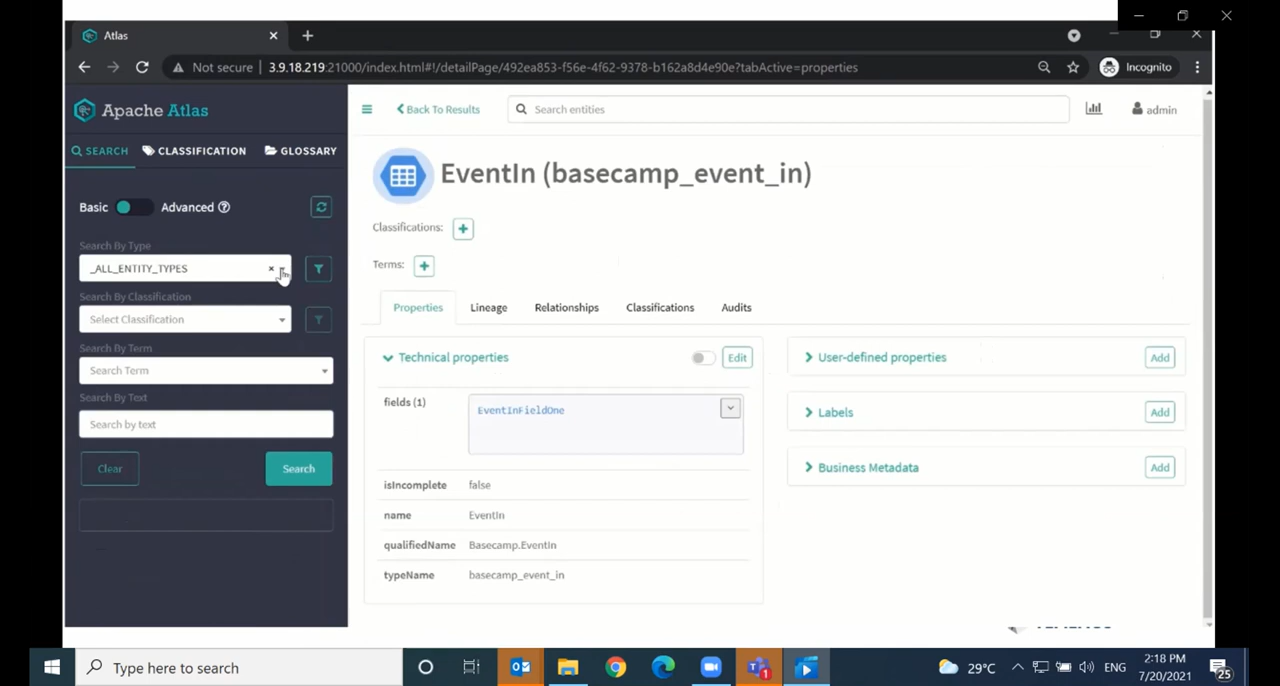 Atlas
Not secure 3.9.18.219:21000/index.html#!/detailPage/492ea853-f56e-4f62-9378-b162a8d4e90e?tabActive=properties
Incognito
Apache Atlas
Back To Results
Search entities
admin
SEARCH
CLASSIFICATION
GLOSSARY
EventIn (basecamp_event_in)
Basic
Advanced
Classifications:
Terms:
Search By Type
_ALL_ENTITY_TYPES
Search By Classification
Select Classification
Search By Term
Search Term
Search By Text
Search by text
Clear
Search
Properties
Lineage
Relationships
Classifications
Audits
Technical properties
Edit
fields (1)
EventInFieldOne
isIncomplete false
name EventIn
qualifiedName Basecamp.EventIn
typeName basecamp_event_in
User-defined properties
Add
Labels
Add
Business Metadata
Add
Type here to search
29°C
ENG
2:18 PM
7/20/2021
1
25